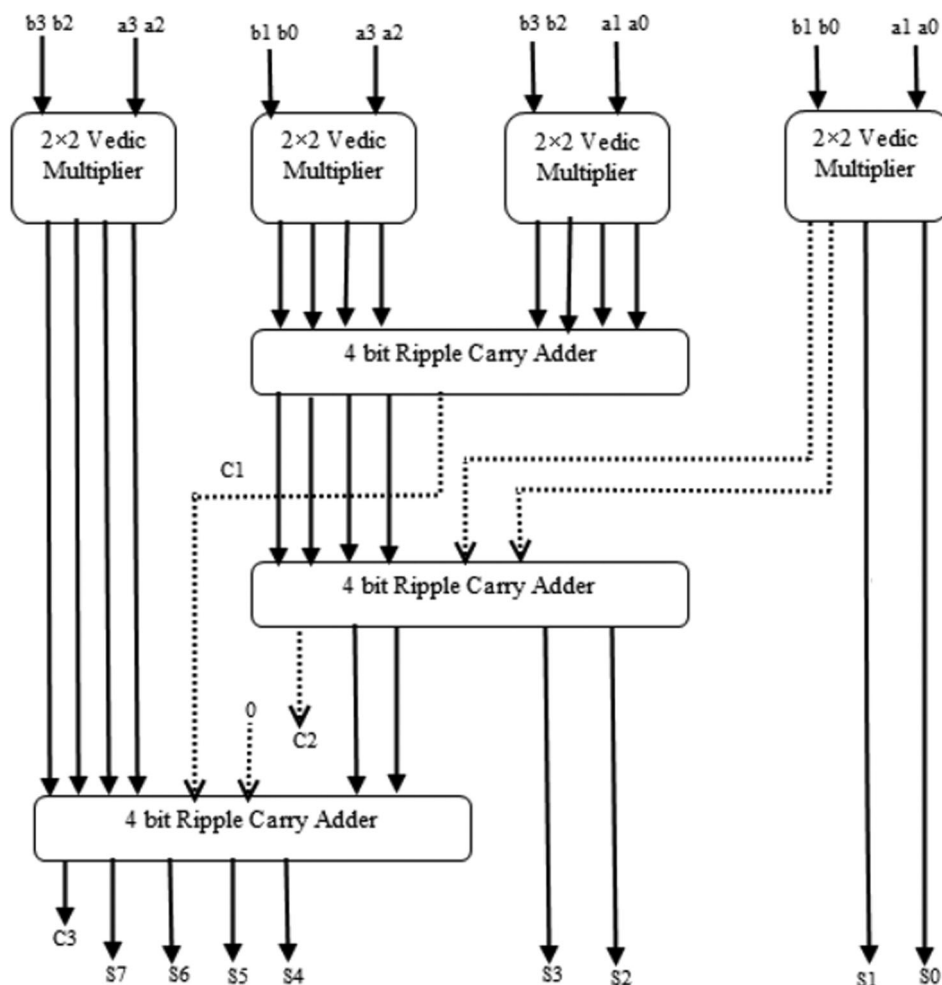 b3 b2 a3 a2 b1 b0 a3 a2 b3 b2 a1 a0 b1 b0 a1 a0
2×2 Vedic
Multiplier
2×2 Vedic
Multiplier
2×2 Vedic
Multiplier
2×2 Vedic
Multiplier
4 bit Ripple Carry Adder
C1
4 bit Ripple Carry Adder
0
C2
4 bit Ripple Carry Adder
C3
S7 S6 S5 S4 S3 S2 S1 S0